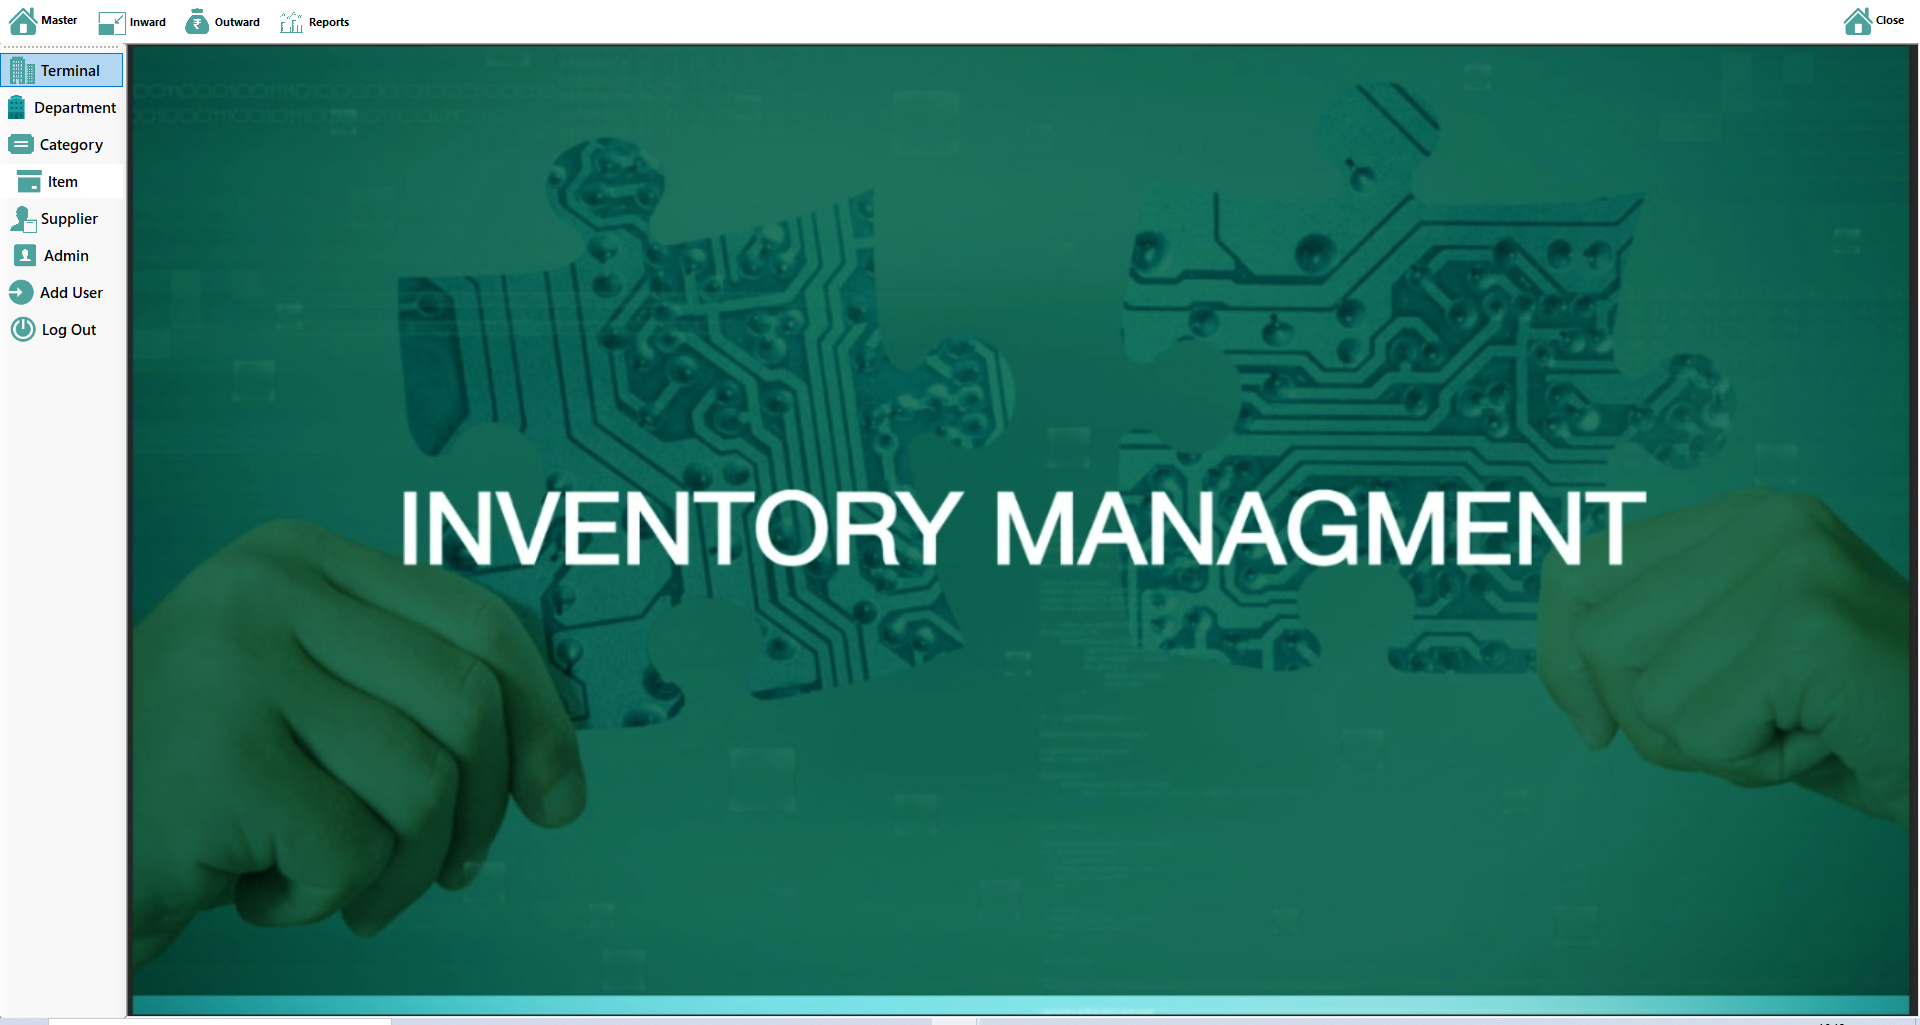 Master
Inward
Outward
Reports
Close
Terminal
Department
Category
Item
Supplier
Admin
Add User
Log Out
INVENTORY MANAGMENT